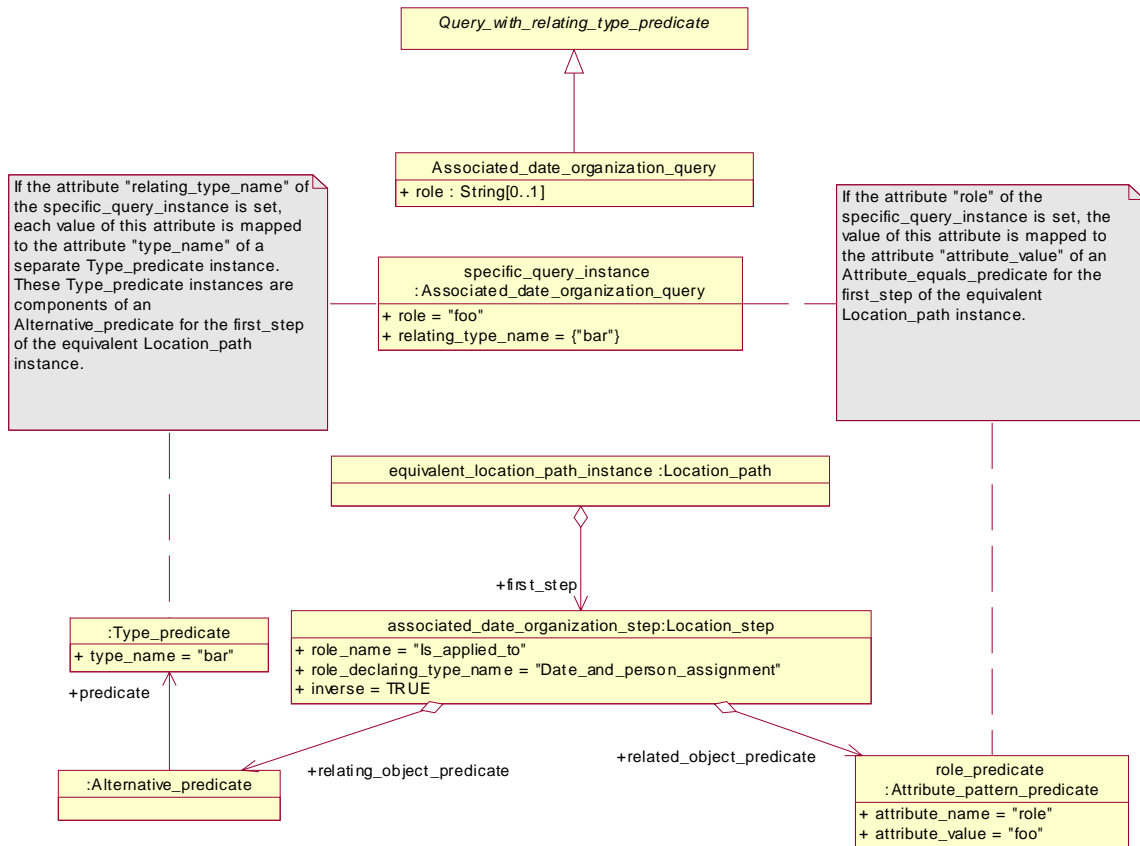 Query_with_relating_type_predicate
Associated_date_organization_query
+ role : String[0..1]
If the attribute "relating_type_name" of
the specific_query_instance is set,
each value of this attribute is mapped
to the attribute "type_name" of a
separate Type_predicate instance.
These Type_predicate instances are
components of an
Alternative_predicate for the first_step
of the equivalent Location_path
instance.
specific_query_instance
:Associated_date_organization_query
+ role = "foo"
+ relating_type_name = {"bar"}
If the attribute "role" of the
specific_query_instance is set, the
value of this attribute is mapped to
the attribute "attribute_value" of an
Attribute_equals_predicate for the
first_step of the equivalent
Location_path instance.
equivalent_location_path_instance :Location_path
+first_step
:Type_predicate
+ type_name = "bar"
+predicate
associated_date_organization_step:Location_step
+ role_name = "Is_applied_to"
+ role_declaring_type_name = "Date_and_person_assignment"
+ inverse = TRUE
+relating_object_predicate
+related_object_predicate
:Alternative_predicate
role_predicate
:Attribute_pattern_predicate
+ attribute_name = "role"
+ attribute_value = "foo"